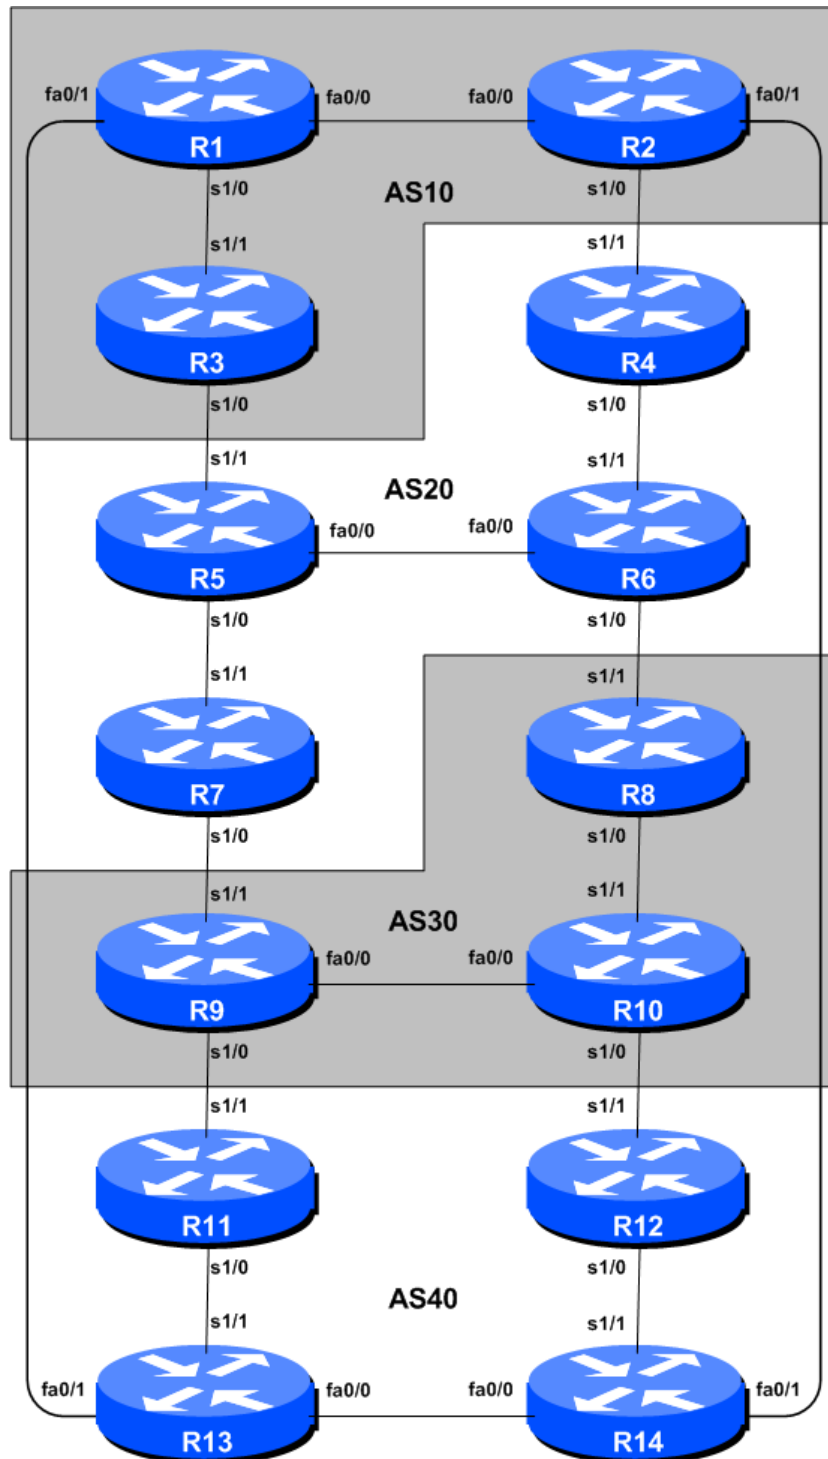 fa0/1 fa0/0 fa0/0 fa0/1
R1 R2
s1/0 AS10 s1/0
s1/1 s1/1
R3 R4
s1/0 s1/0
s1/1 AS20 s1/1
fa0/0 fa0/0
R5 R6
s1/0 s1/0
s1/1 s1/1
R7 R8
s1/0 s1/0
s1/1 AS30 s1/1
fa0/0 fa0/0
R9 R10
s1/0 s1/0
s1/1 s1/1
R11 R12
s1/0 AS40 s1/0
s1/1 s1/1
fa0/1 fa0/0 fa0/0 fa0/1
R13 R14